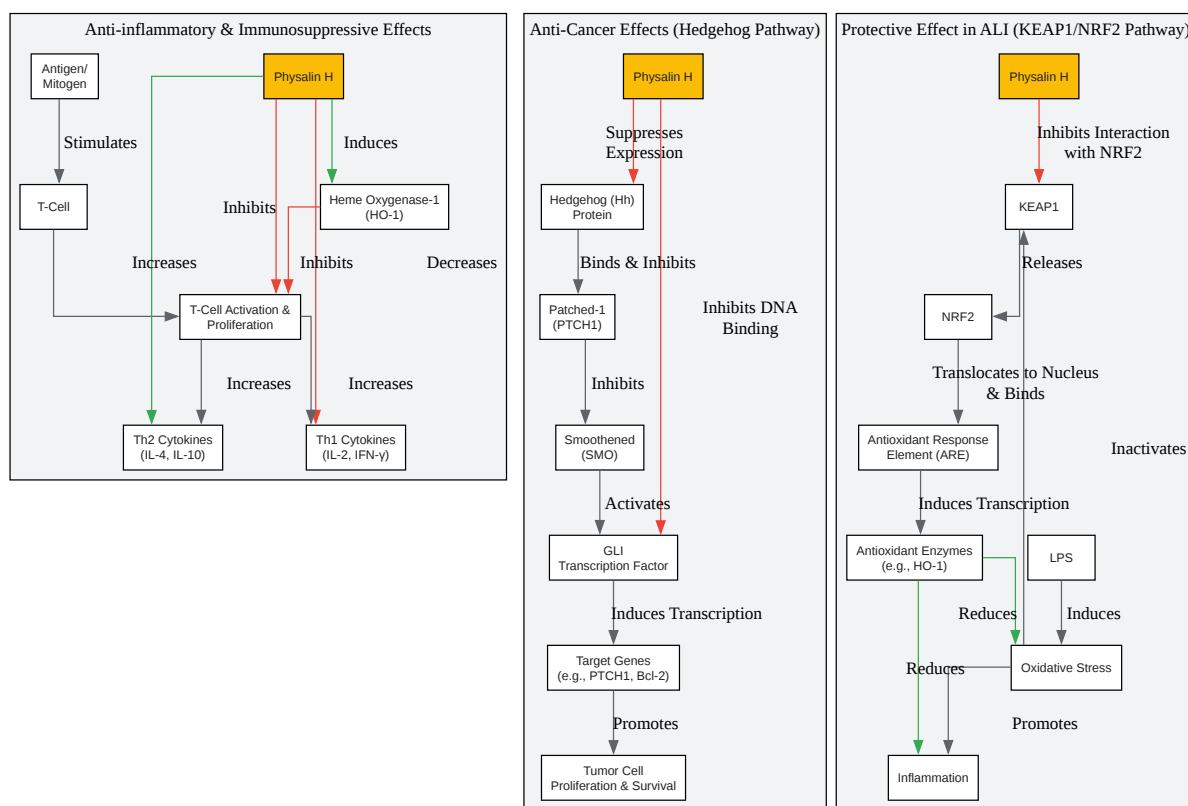 Anti-inflammatory & Immunosuppressive Effects
Antigen/
Mitogen
Physalin H
Stimulates
Induces
T-Cell
Heme Oxygenase-1
(HO-1)
Inhibits
Increases
Inhibits
Decreases
T-Cell Activation &
Proliferation
Increases
Increases
Th2 Cytokines
(IL-4, IL-10)
Th1 Cytokines
(IL-2, IFN-γ)
Anti-Cancer Effects (Hedgehog Pathway)
Physalin H
Suppresses
Expression
Hedgehog (Hh)
Protein
Binds & Inhibits
Patched-1
(PTCH1)
Inhibits DNA
Binding
Inhibits
Smoothened
(SMO)
Activates
GLI
Transcription Factor
Induces Transcription
Target Genes
(e.g., PTCH1, Bcl-2)
Promotes
Tumor Cell
Proliferation & Survival
Protective Effect in ALI (KEAP1/NRF2 Pathway)
Physalin H
Inhibits Interaction
with NRF2
KEAP1
Releases
NRF2
Translocates to Nucleus
& Binds
Antioxidant Response
Element (ARE)
Inactivates
Induces Transcription
Antioxidant Enzymes
(e.g., HO-1)
LPS
Reduces
Induces
Reduces
Oxidative Stress
Promotes
Inflammation